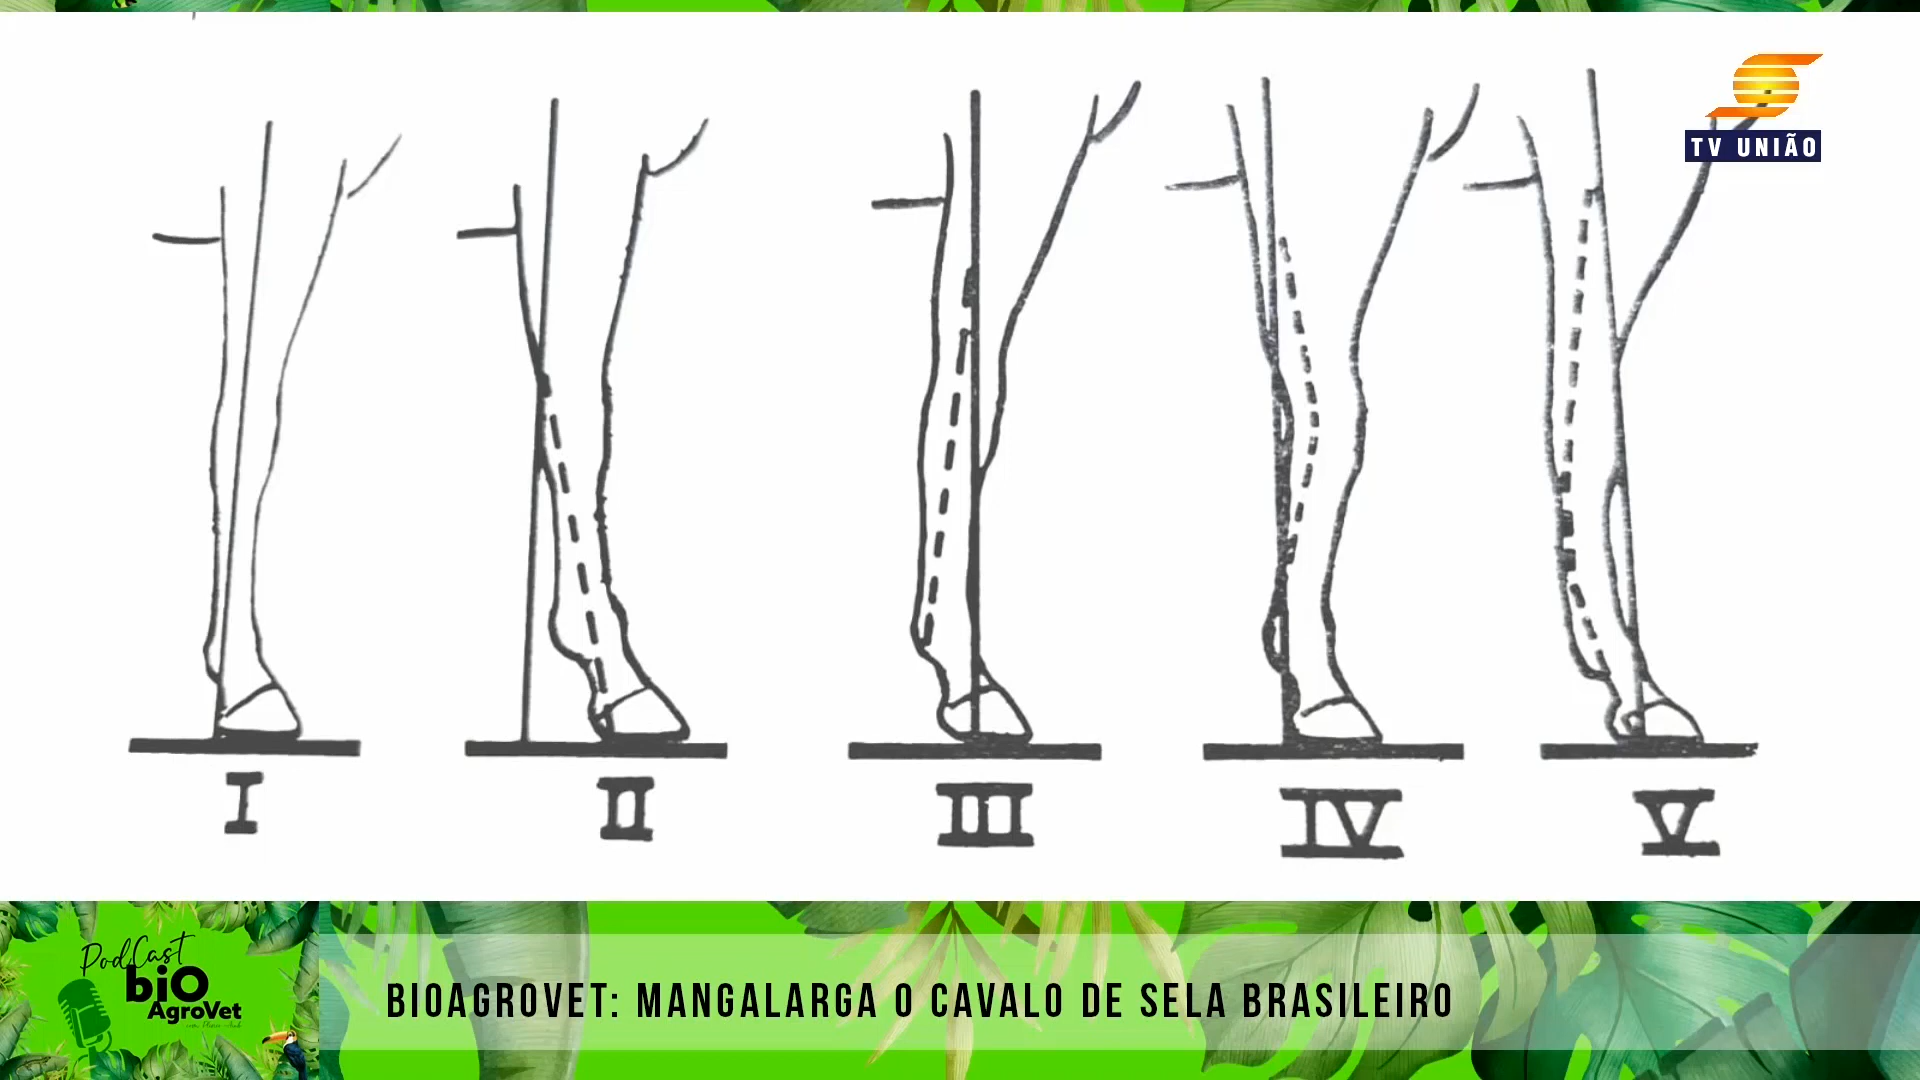 TV UNIÃO
I
II
III
IV
V
PodCast
biO
AgroVet
BIOAGROVET: MANGALARGA O CAVALO DE SELA BRASILEIRO